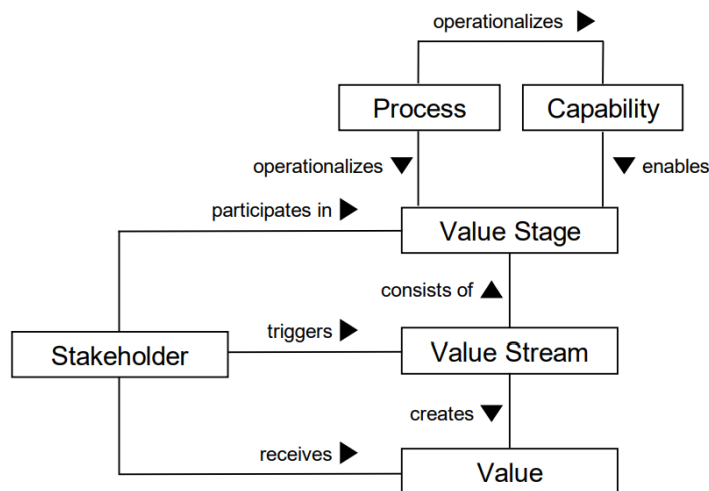 operationalizes
Process
Capability
operationalizes
enables
participates in
Value Stage
consists of
Stakeholder
triggers
Value Stream
creates
receives
Value